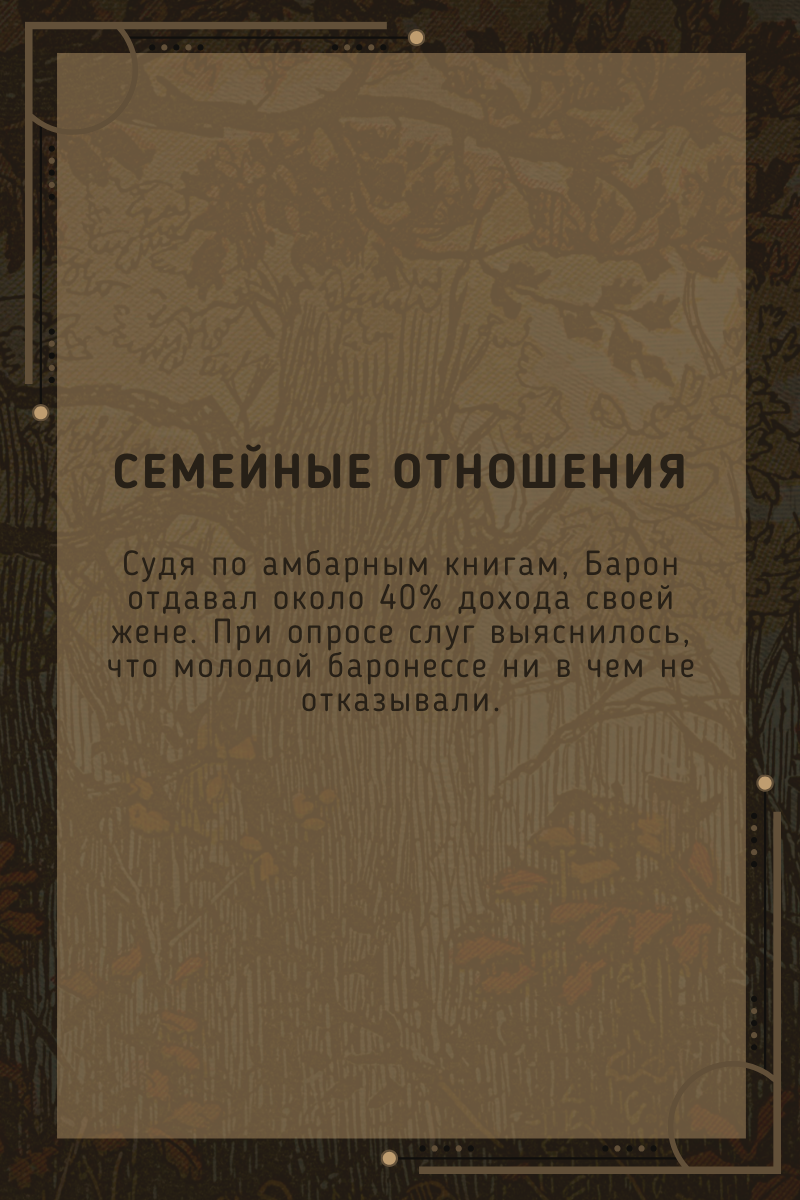 СЕМЕЙНЫЕ ОТНОШЕНИЯ
Судя по амбарным книгам, Барон
отдавал около 40% дохода своей
жене. При опросе слуг выяснилось,
что молодой баронессе ни в чем не
отказывали.